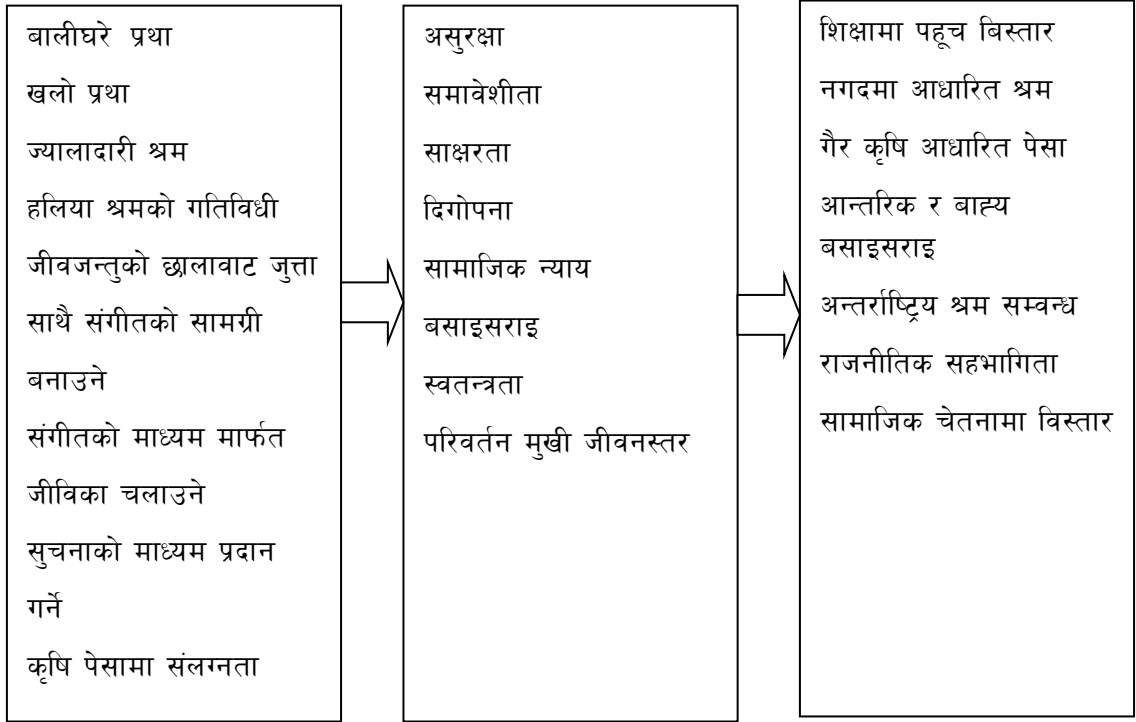 बालीघरे प्रथा
खलो प्रथा
ज्यालादारी श्रम
हलिया श्रमको गतिविधी
जीवजन्तुको छालावाट जुत्ता
साथै संगीतको सामग्री
बनाउने
संगीतको माध्यम मार्फत
जीविका चलाउने
सुचनाको माध्यम प्रदान
गर्ने
कृषि पेसामा संलग्नता
असुरक्षा
समावेशीता
साक्षरता
दिगोपना
सामाजिक न्याय
बसाइसराइ
स्वतन्त्रता
परिवर्तन मुखी जीवनस्तर
शिक्षामा पहूच बिस्तार
नगदमा आधारित श्रम
गैर कृषि आधारित पेसा
आन्तरिक र बाह्य
बसाइसराइ
अन्तर्राष्ट्रिय श्रम सम्वन्ध
राजनीतिक सहभागिता
सामाजिक चेतनामा विस्तार